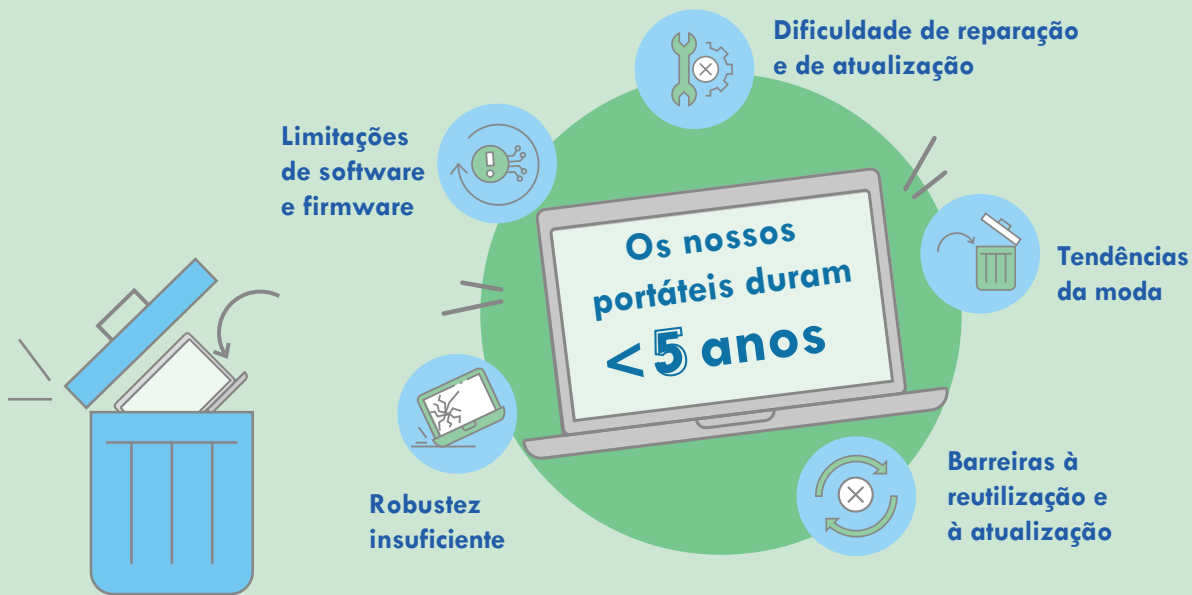 Dificuldade de reparação
e de atualização
Limitações
de software
e firmware
Os nossos
portáteis duram
<5 anos
Tendências
da moda
Robustez
insuficiente
Barreiras à
reutilização e
à atualização